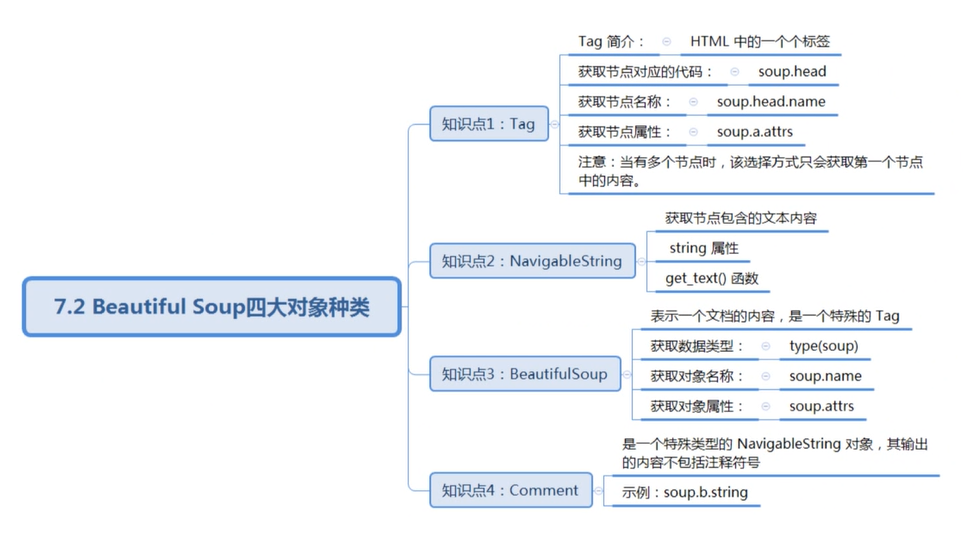 7.2 Beautiful Soup四大对象种类
知识点1：Tag
Tag 简介： HTML 中的一个个标签
获取节点对应的代码： soup.head
获取节点名称： soup.head.name
获取节点属性： soup.a.attrs
注意：当有多个节点时，该选择方式只会获取第一个节点
中的内容。
知识点2：NavigableString
获取节点包含的文本内容
string 属性
get_text() 函数
知识点3：BeautifulSoup
表示一个文档的内容，是一个特殊的 Tag
获取数据类型： type(soup)
获取对象名称： soup.name
获取对象属性： soup.attrs
知识点4：Comment
是一个特殊类型的 NavigableString 对象，其输出
的内容不包括注释符号
示例：soup.b.string